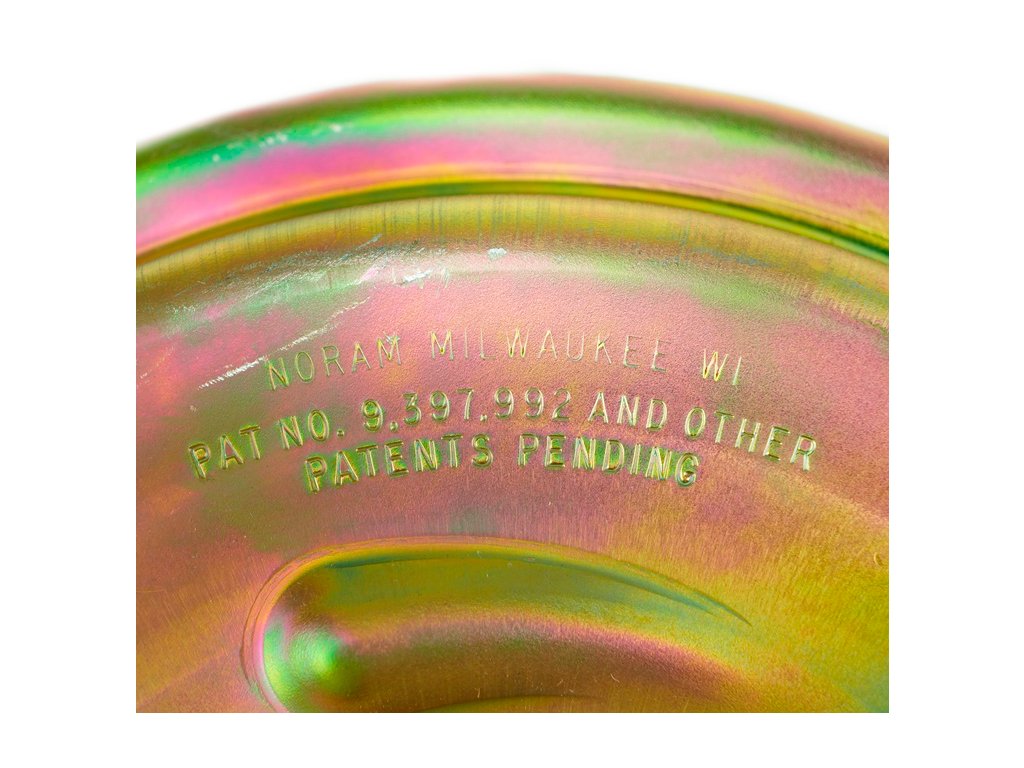 NORAM MILWAUKEE WI
PAT NO. 9,397,992 AND OTHER
PATENTS PENDING